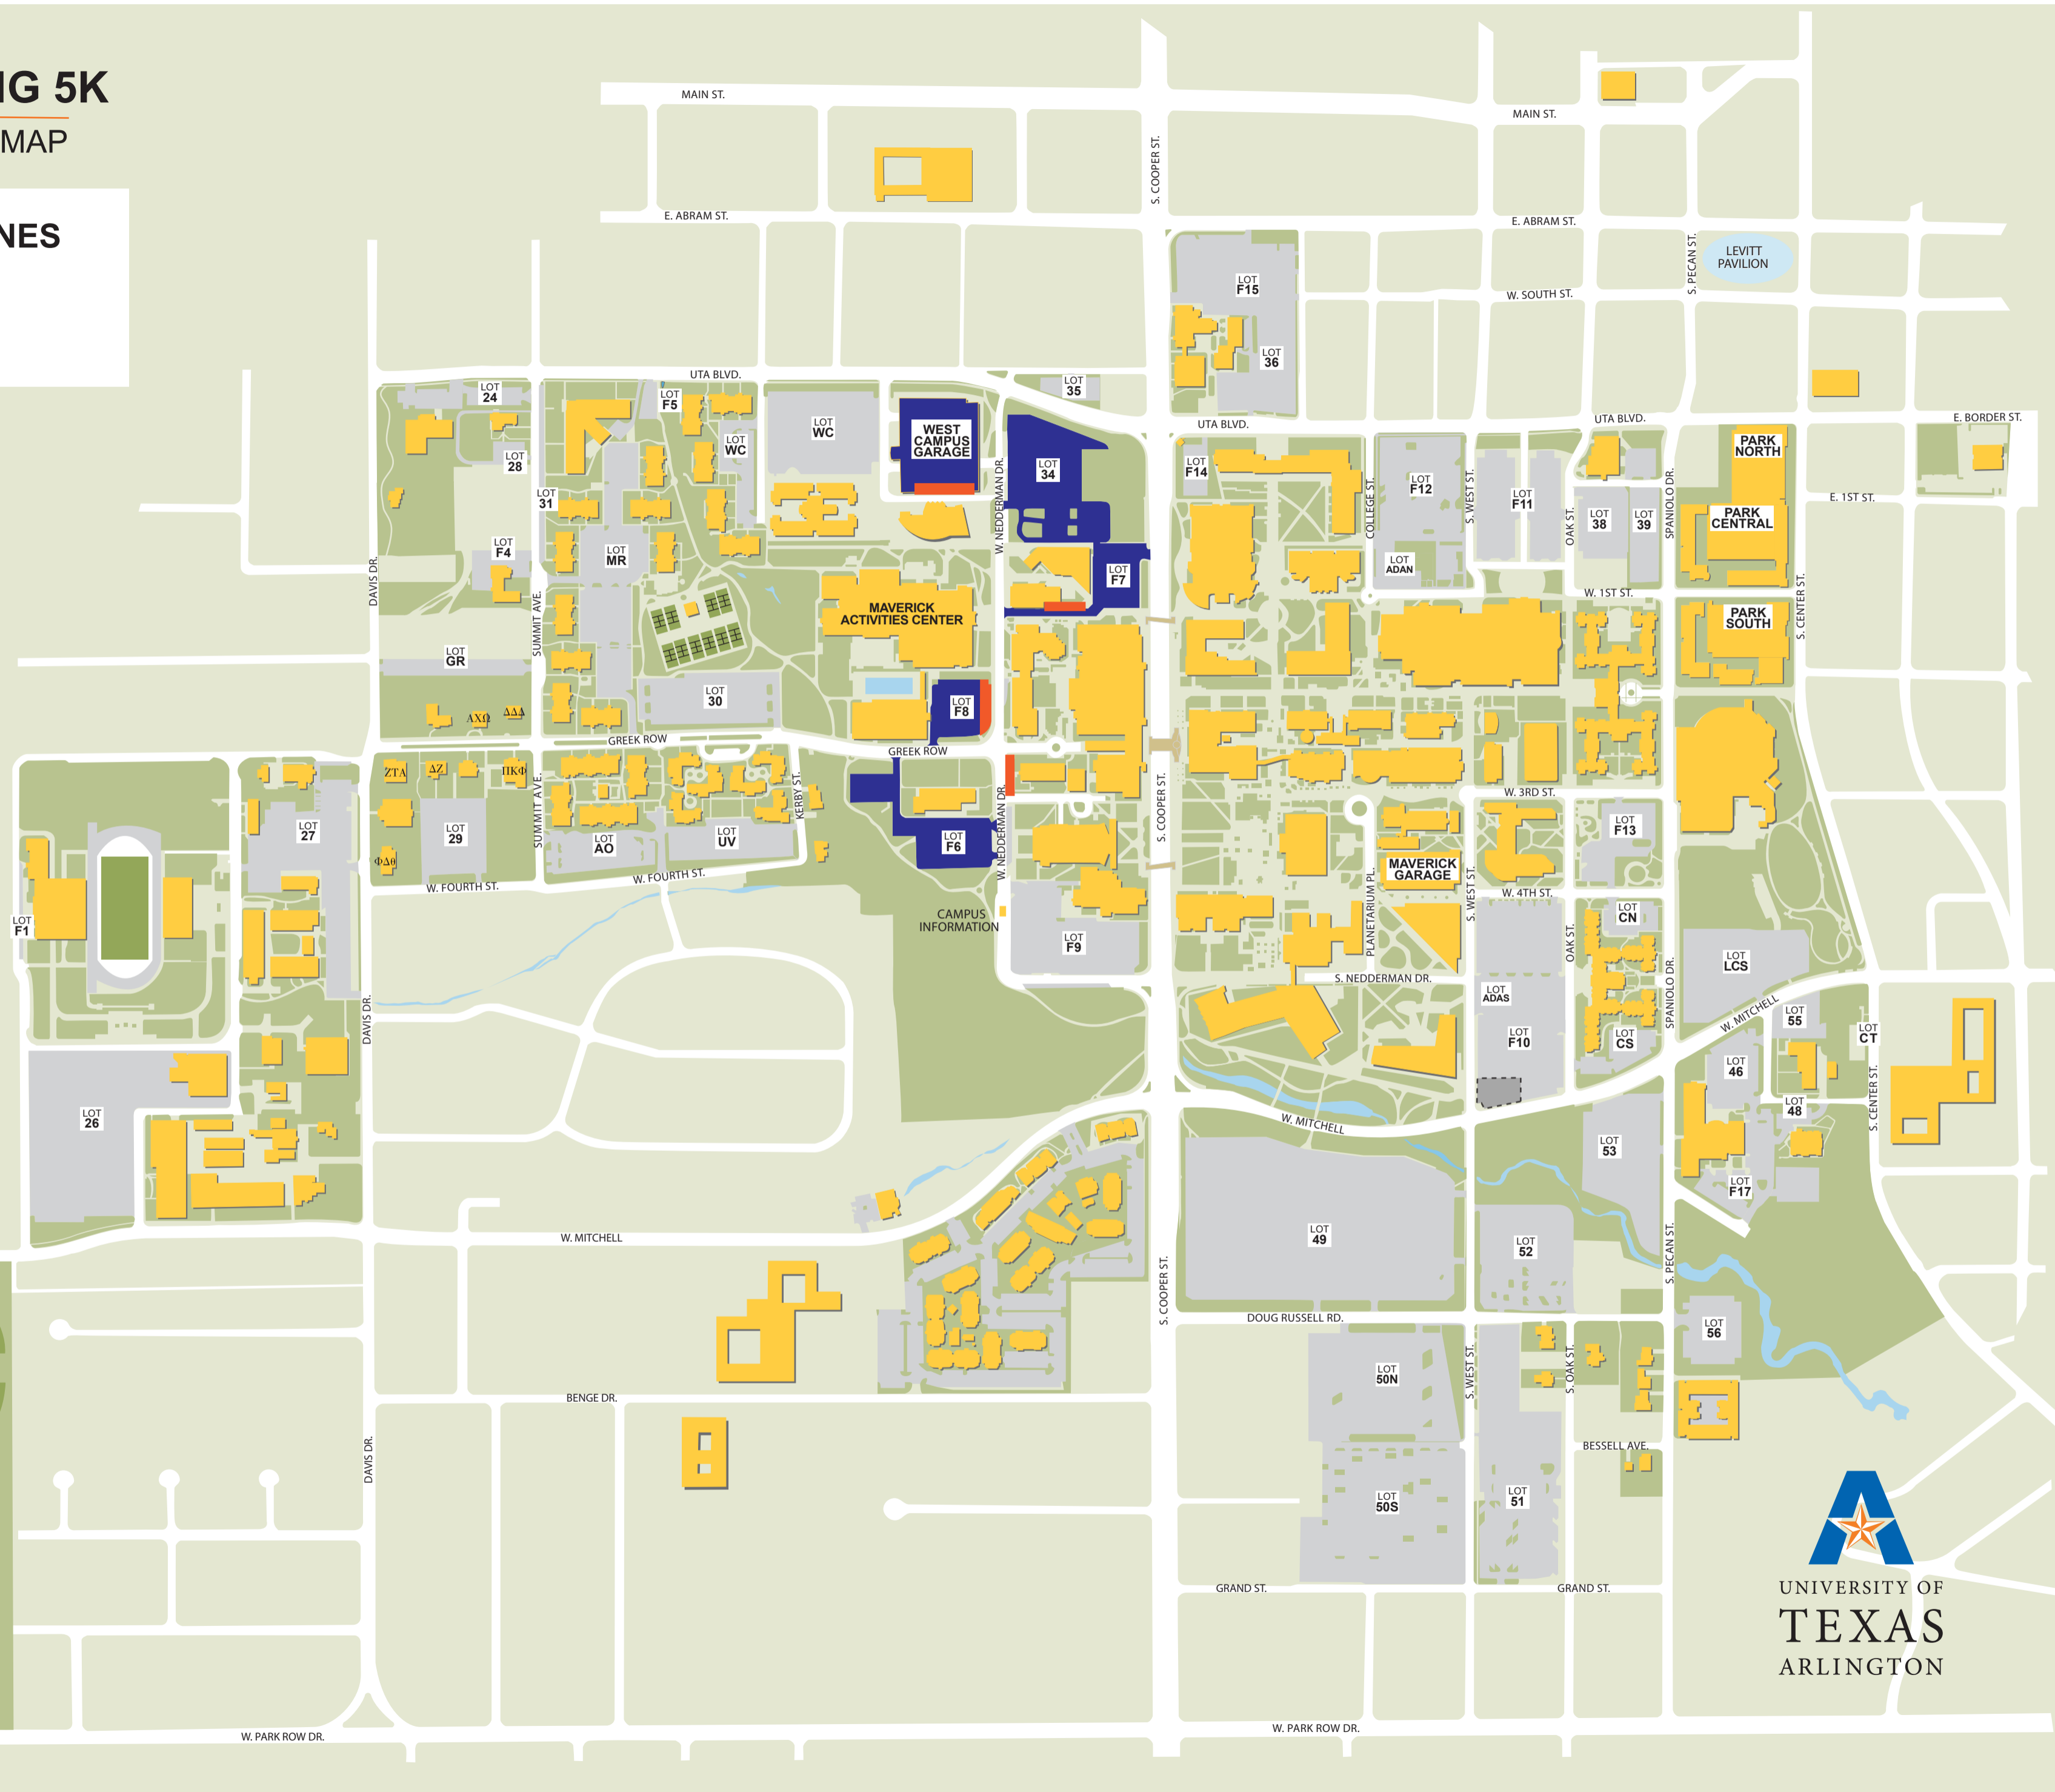 IG 5K
MAP
NES
MAIN ST.
MAIN ST.
S. COOPER ST.
E. ABRAM ST.
E. ABRAM ST.
S. PECAN ST.
LEVITT
PAVILION
W. SOUTH ST.
LOT
F15
LOT
36
UTA BLVD.
LOT
35
LOT
24
LOT
F5
LOT
WC
LOT
WC
WEST
CAMPUS
GARAGE
W. NEDDERMAN DR.
LOT
34
UTA BLVD.
UTA BLVD.
E. BORDER ST.
LOT
28
LOT
31
LOT
F14
COLLEGE ST.
LOT
F12
S. WEST ST.
LOT
F11
OAK ST.
LOT
38
LOT
39
SPANIOLO DR.
PARK
NORTH
PARK
CENTRAL
E. 1ST ST.
DAVIS DR.
LOT
F4
SUMMIT AVE.
LOT
MR
LOT
F7
LOT
ADAN
W. 1ST ST.
MAVERICK
ACTIVITIES CENTER
PARK
SOUTH
S. CENTER ST.
LOT
GR
LOT
30
LOT
F8
ΑΧΩ
ΔΔΔ
GREEK ROW
GREEK ROW
ΖΤΑ
ΔΖ
ΠΚΦ
SUMMIT AVE.
KERBY ST.
W. NEDDERMAN DR.
S. COOPER ST.
W. 3RD ST.
LOT
27
LOT
29
ΦΔθ
LOT
AO
LOT
UV
LOT
F6
LOT
F13
MAVERICK
GARAGE
W. FOURTH ST.
W. FOURTH ST.
PLANETARIUM PL.
S. WEST ST.
W. 4TH ST.
LOT
F1
CAMPUS
INFORMATION
LOT
F9
OAK ST.
LOT
CN
SPANIOLO DR.
LOT
LCS
S. NEDDERMAN DR.
DAVIS DR.
LOT
ADAS
LOT
F10
LOT
CS
W. MITCHELL
LOT
55
LOT
CT
LOT
46
LOT
26
W. MITCHELL
LOT
48
S. CENTER ST.
LOT
53
LOT
F17
W. MITCHELL
LOT
49
LOT
52
S. PECAN ST.
S. COOPER ST.
DOUG RUSSELL RD.
LOT
56
LOT
50N
S. WEST ST.
S. OAK ST.
BENGE DR.
DAVIS DR.
BESSELL AVE.
LOT
50S
LOT
51
GRAND ST.
GRAND ST.
UNIVERSITY OF
TEXAS
ARLINGTON
W. PARK ROW DR.
W. PARK ROW DR.